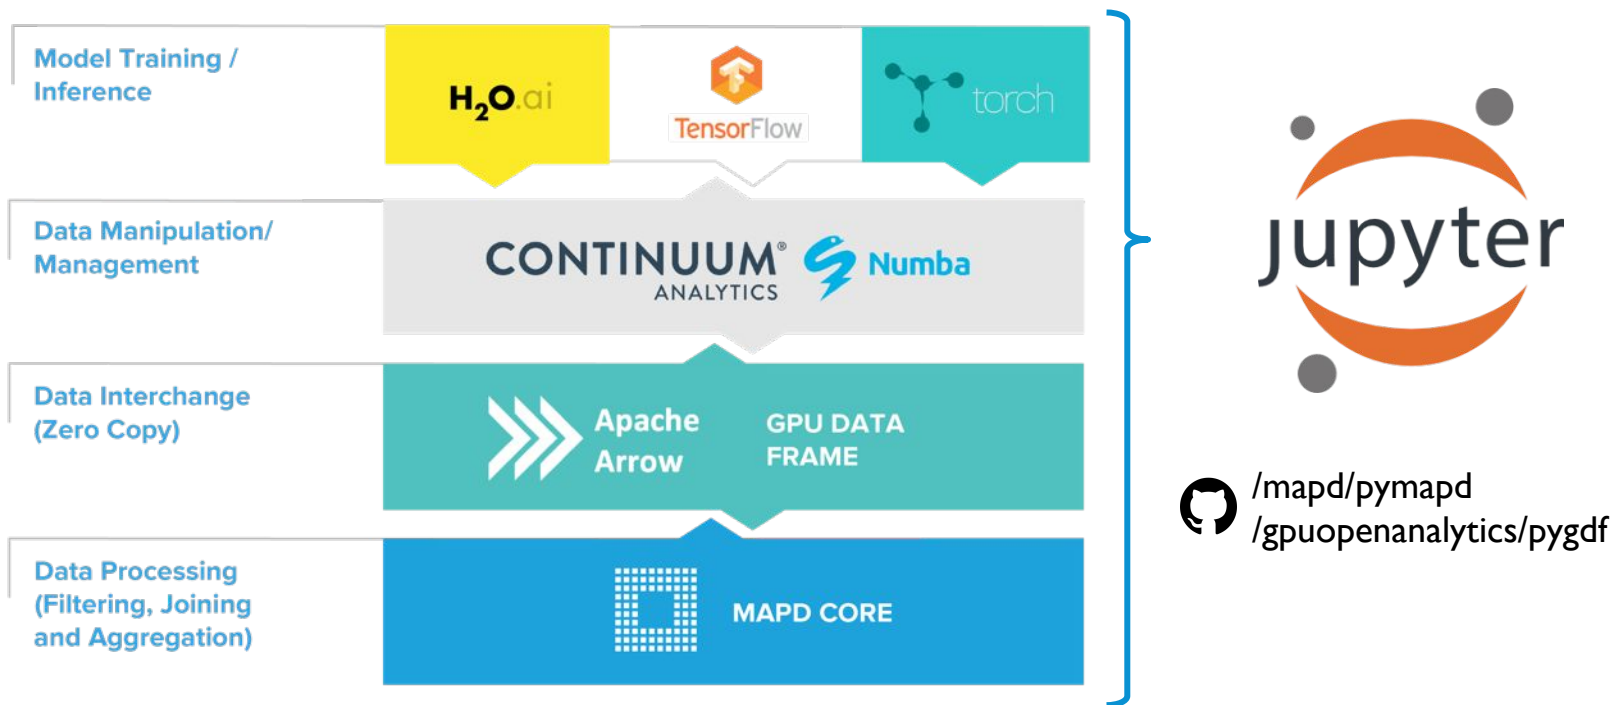 Model Training /
Inference
H2O.ai
TensorFlow
torch
Data Manipulation/
Management
CONTINUUM®
ANALYTICS
Numba
Data Interchange
(Zero Copy)
Apache
Arrow
GPU DATA
FRAME
Data Processing
(Filtering, Joining
and Aggregation)
MAPD CORE
jupyter
/mapd/pymapd
/gpuopenanalytics/pygdf